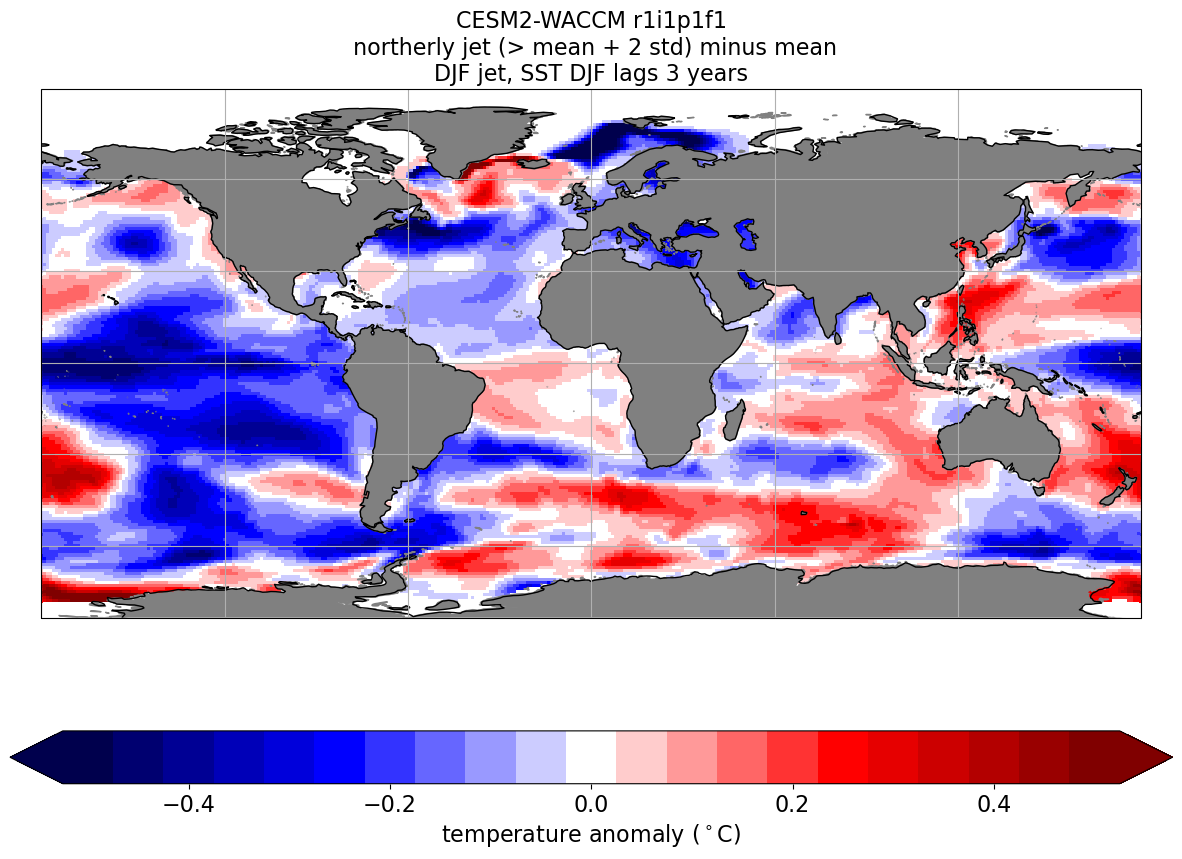 CESM2-WACCM r1i1p1f1
northerly jet (> mean + 2 std) minus mean
DJF jet, SST DJF lags 3 years
−0.4 −0.2 0.0 0.2 0.4
temperature anomaly (°C)